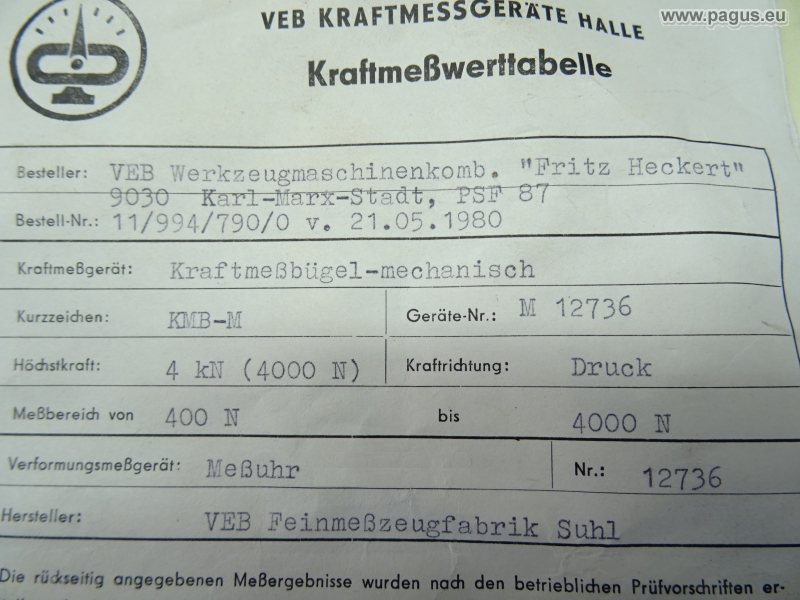 www.pagus.eu
VEB KRAFTMESSGERÄTE HALLE
Kraftmeßwerttabelle
Besteller: VEB Werkzeugmaschinenkomb. "Fritz Heckert"
9030 Karl-Marx-Stadt, PSF 87
Bestell-Nr.: 11/994/790/0 v. 21.05.1980
Kraftmeßgerät: Kraftmeßbügel-mechanisch
Kurzzeichen: KMB-M Geräte-Nr.: M 12736
Höchstkraft: 4 kN (4000 N) Kraftrichtung: Druck
Meßbereich von 400 N bis 4000 N
Verformungsmeßgerät: Meßuhr Nr.: 12736
Hersteller: VEB Feinmeßzeugfabrik Suhl
Die rückseitig angegebenen Meßergebnisse wurden nach den betrieblichen Prüfvorschriften er-